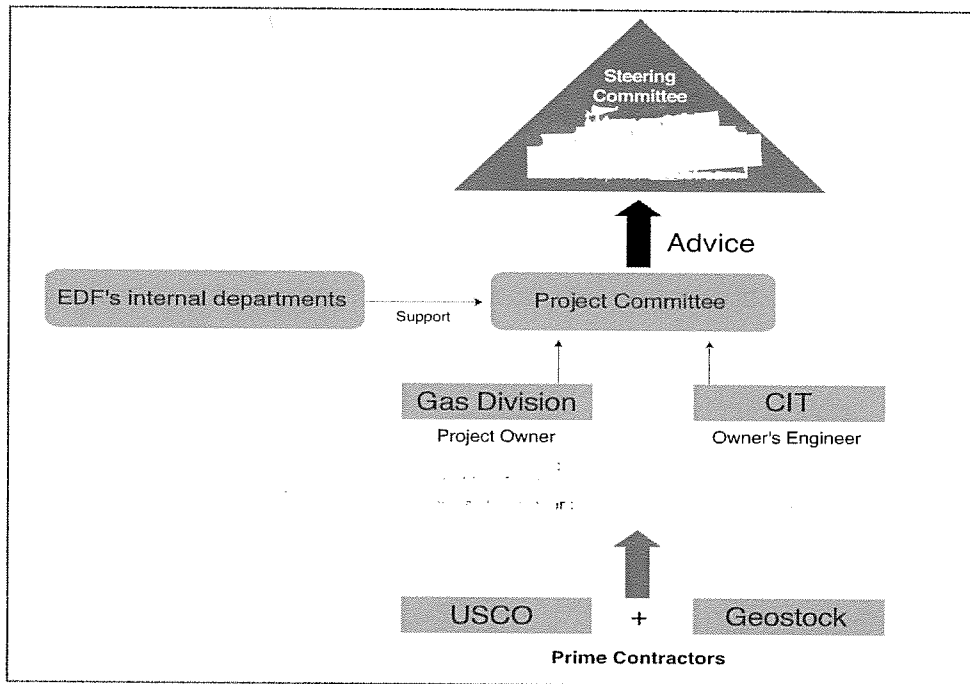 Steering
Committee
Advice
EDF's internal departments
Support
Project Committee
Gas Division
CIT
Project Owner
Owner's Engineer
USCO
+
Geostock
Prime Contractors